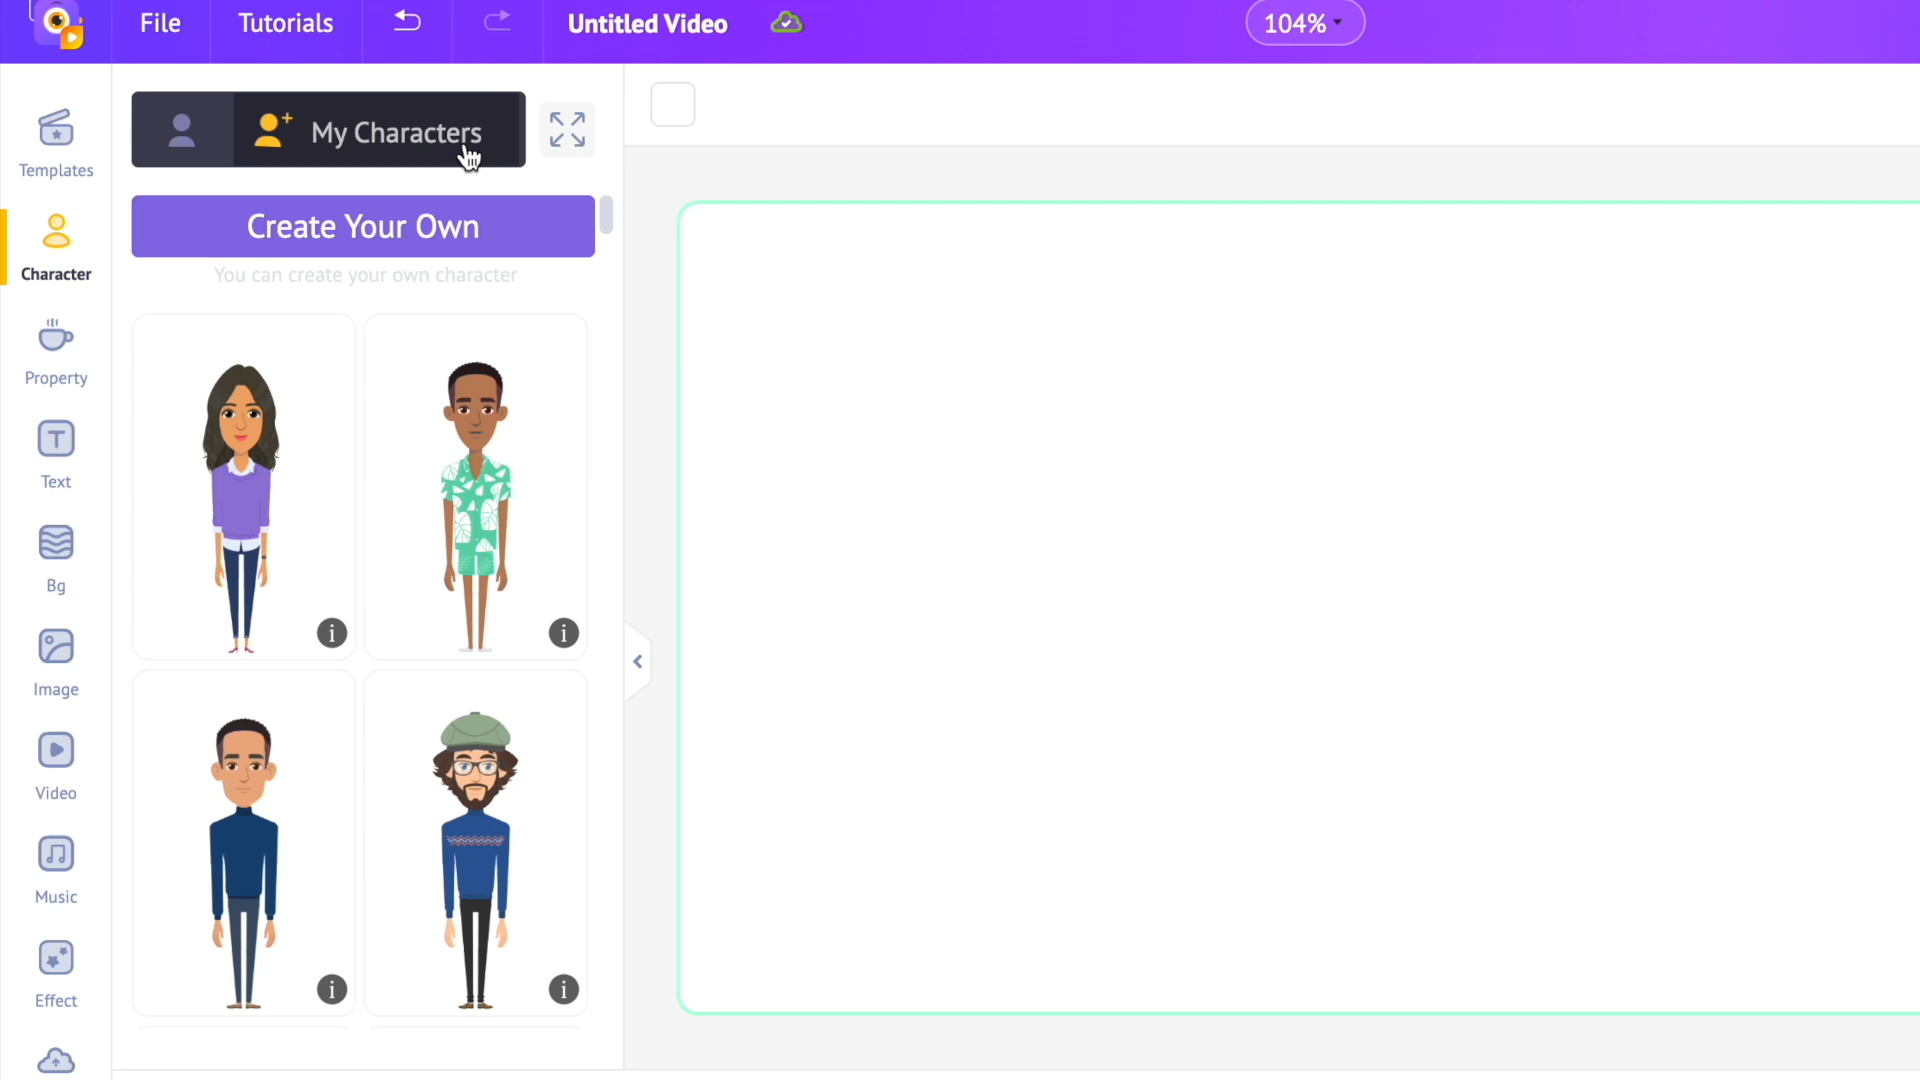 File
Tutorials
Untitled Video
104%
Templates
Character
Property
Text
Bg
Image
Video
Music
Effect
My Characters
Create Your Own
You can create your own character